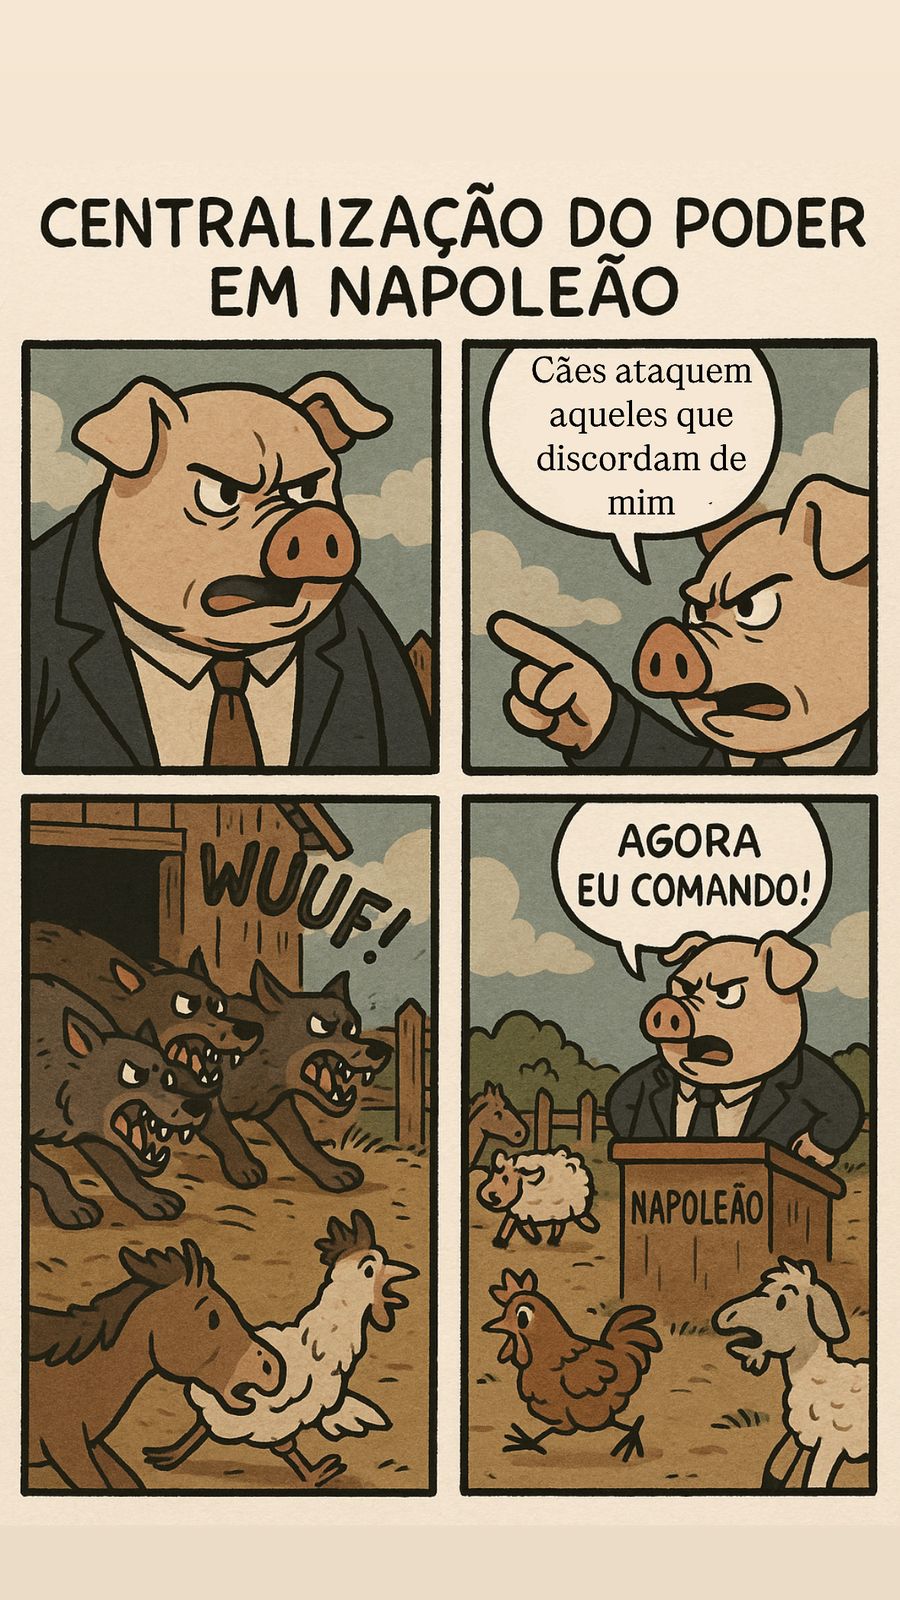 CENTRALIZAÇÃO DO PODER
EM NAPOLEÃO
Cães ataquem
aqueles que
discordam de
mim
WUUF!
AGORA
EU COMANDO!
NAPOLEÃO